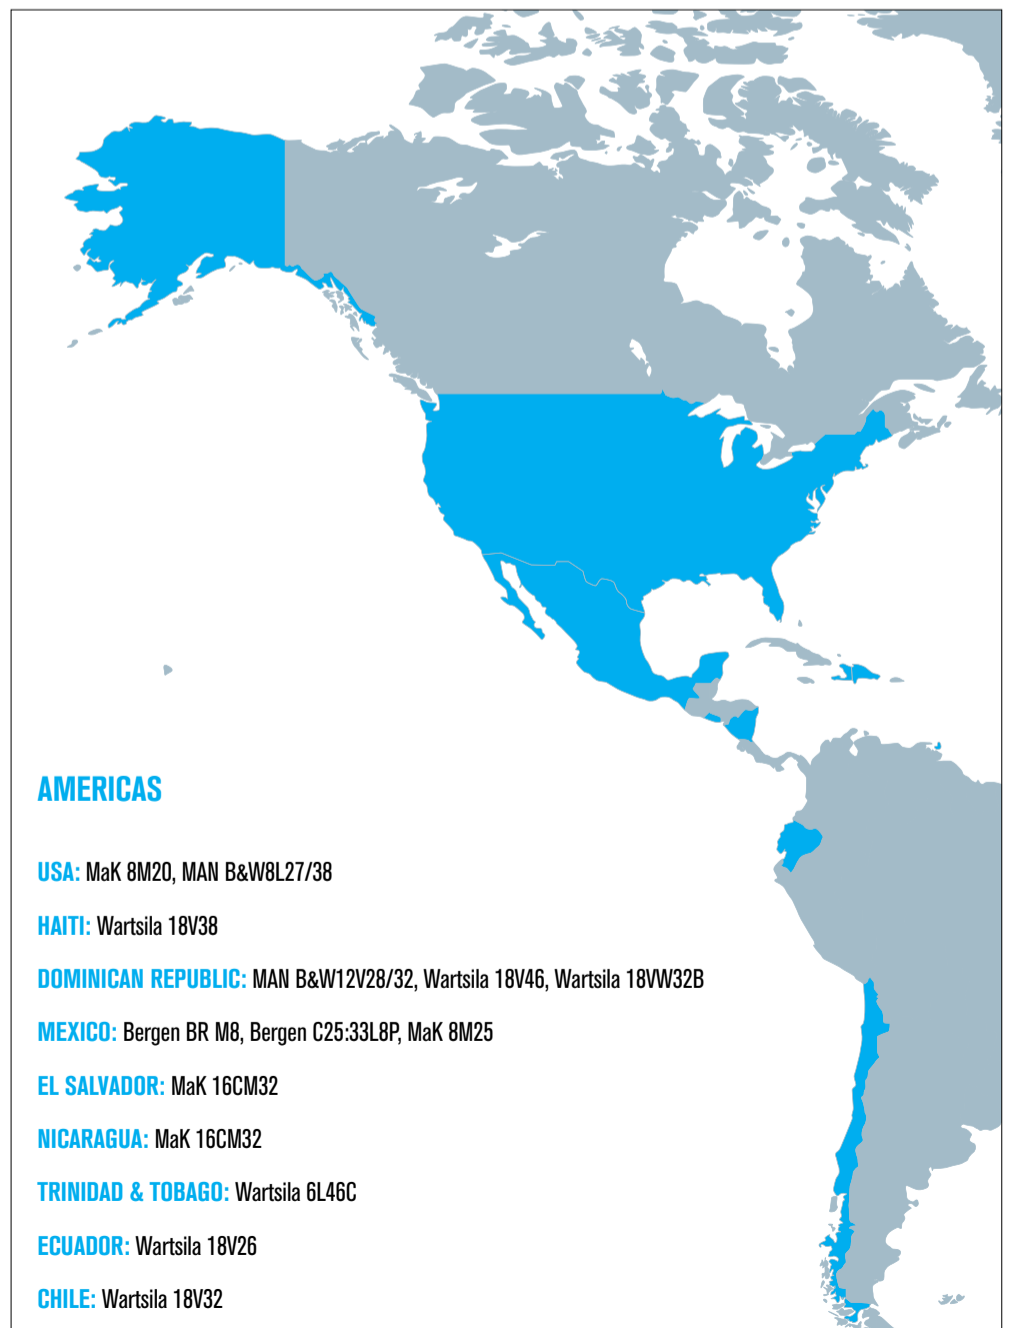 AMERICAS
USA: MaK 8M20, MAN B&W8L27/38
HAITI: Wartsila 18V38
DOMINICAN REPUBLIC: MAN B&W12V28/32, Wartsila 18V46, Wartsila 18VW32B
MEXICO: Bergen BR M8, Bergen C25:33L8P, MaK 8M25
EL SALVADOR: MaK 16CM32
NICARAGUA: MaK 16CM32
TRINIDAD & TOBAGO: Wartsila 6L46C
ECUADOR: Wartsila 18V26
CHILE: Wartsila 18V32